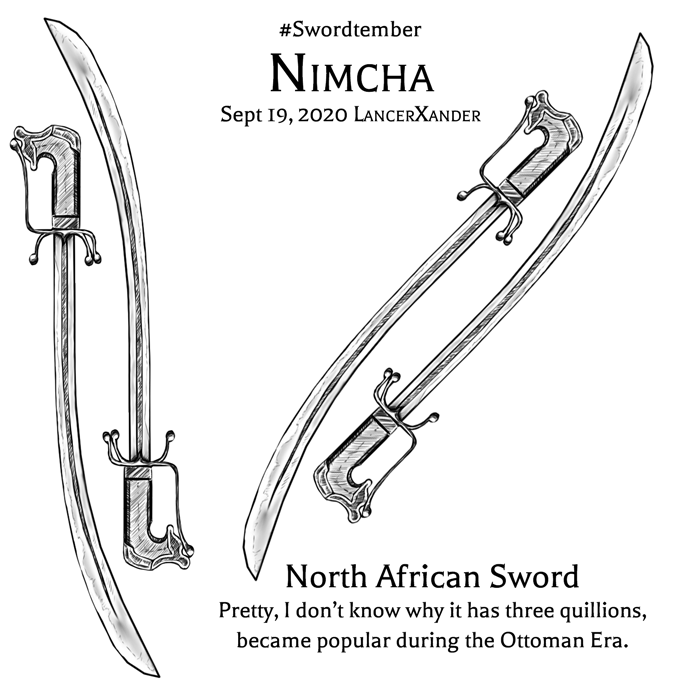 #Swordtember
Nimcha
Sept 19, 2020 LancerXander
North African Sword
Pretty, I don't know why it has three quillions,
became popular during the Ottoman Era.